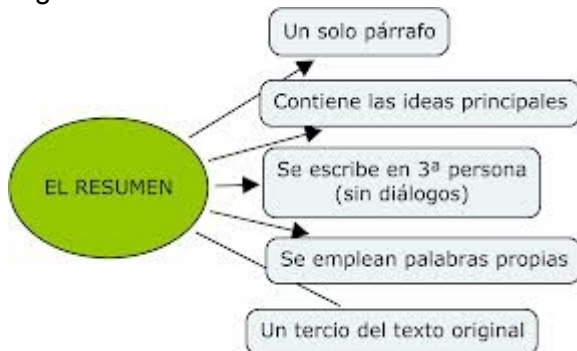 EL RESUMEN
Un solo párrafo
Contiene las ideas principales
Se escribe en 3ª persona
(sin diálogos)
Se emplean palabras propias
Un tercio del texto original